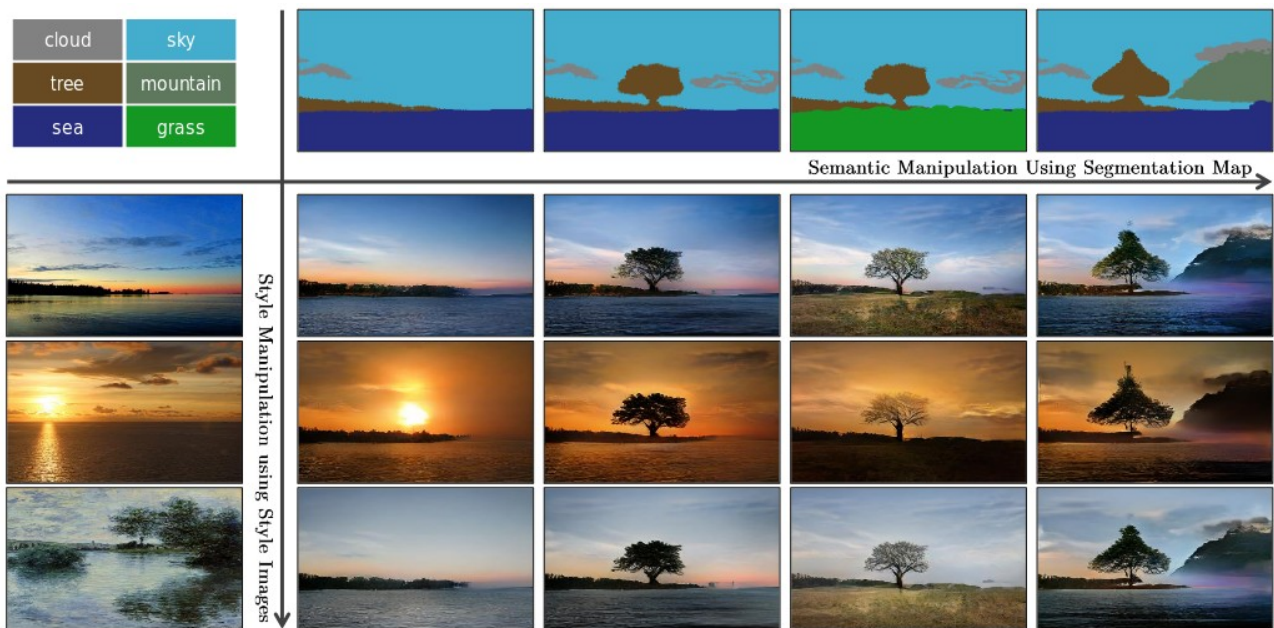 cloud
sky
tree
mountain
sea
grass
Semantic Manipulation Using Segmentation Map
Style Manipulation using Style Images